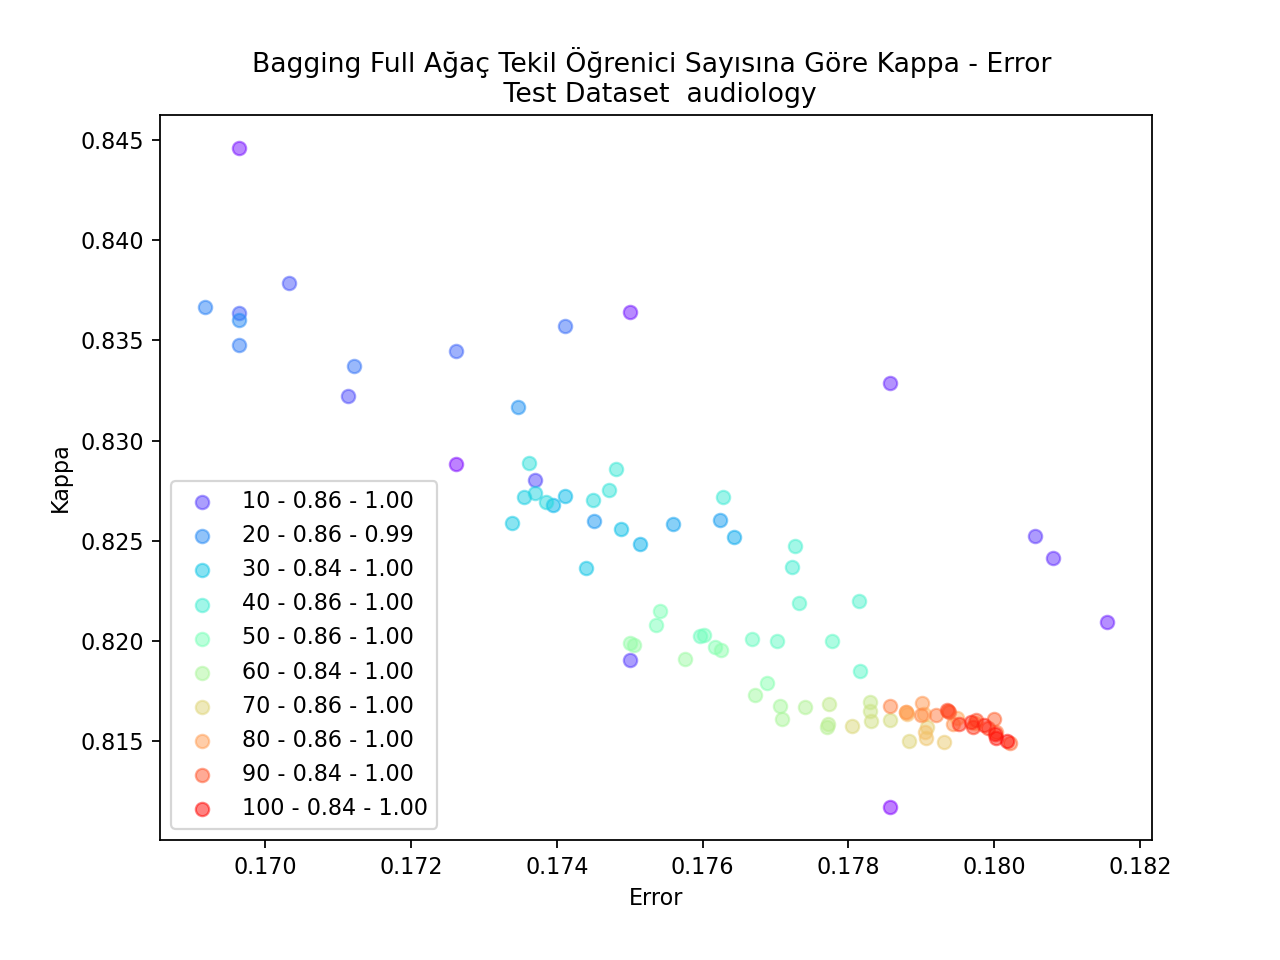 Bagging Full Ağaç Tekil Öğrenici Sayısına Göre Kappa - Error
Test Dataset  audiology
Kappa
0.845
0.840
0.835
0.830
0.825
0.820
0.815
10 - 0.86 - 1.00
20 - 0.86 - 0.99
30 - 0.84 - 1.00
40 - 0.86 - 1.00
50 - 0.86 - 1.00
60 - 0.84 - 1.00
70 - 0.86 - 1.00
80 - 0.86 - 1.00
90 - 0.84 - 1.00
100 - 0.84 - 1.00
0.170 0.172 0.174 0.176 0.178 0.180 0.182
Error